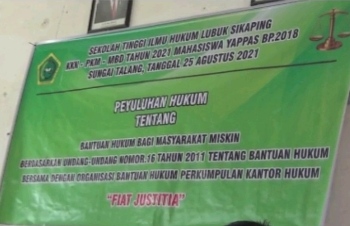 SEKOLAH TINGGI ILMU HUKUM LUBUK SIKAPING
KKN - PKM - MBD TAHUN 2021 MAHASISWA YAPPAS BP.2018
SUNGAI TALANG, TANGGAL 25 AGUSTUS 2021
PEYULUHAN HUKUM
TENTANG
BANTUAN HUKUM BAGI MASYARAKAT MISKIN
BERDASARKAN UNDANG-UNDANG NOMOR.16 TAHUN 2011 TENTANG BANTUAN HUKUM
BERSAMA DENGAN ORGANISASI BANTUAN HUKUM PERKUMPULAN KANTOR HUKUM
"FIAT JUSTITIA"